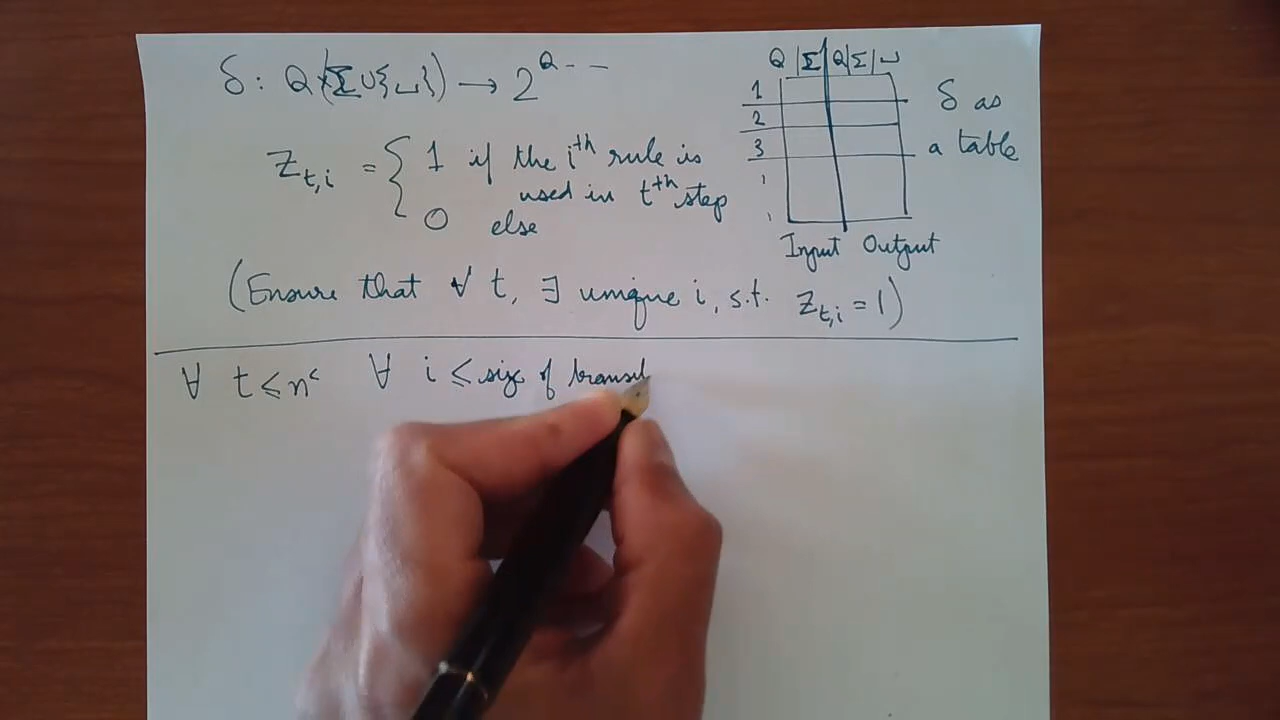 δ : Q × (Σ ∪ {⌴}) → 2^Q - - -
Z_{t,i} = { 1 if the i^th rule is
used in t^th step
0 else
Q | Σ | Q | Σ | ⌴
1
2
3
δ as
a table
Input Output
(Ensure that ∀ t, ∃ unique i, s.t. Z_{t,i} = 1)
∀ t ≤ n^c ∀ i ≤ size of transi